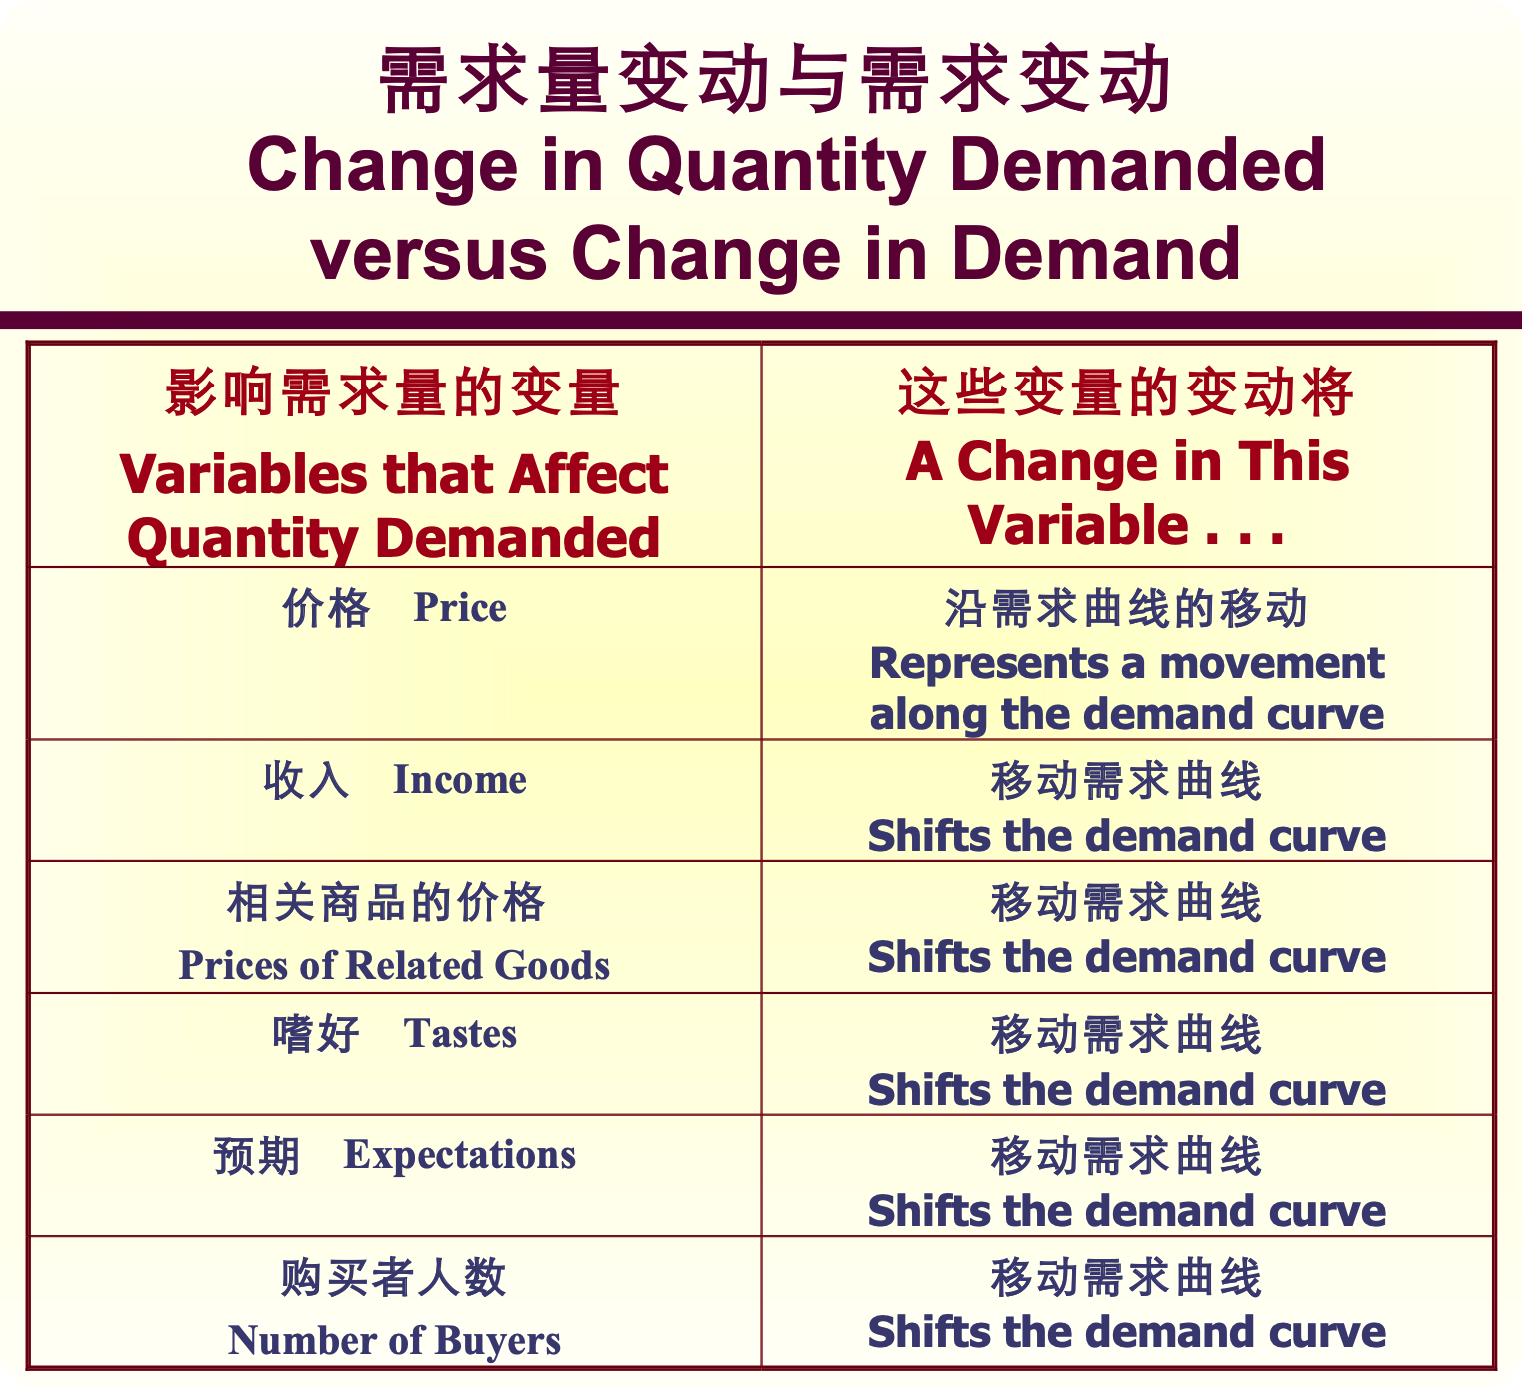 需求量变动与需求变动
Change in Quantity Demanded
versus Change in Demand
影响需求量的变量
Variables that Affect
Quantity Demanded
这些变量的变动将
A Change in This
Variable . . .
价格 Price
沿需求曲线的移动
Represents a movement
along the demand curve
收入 Income
移动需求曲线
Shifts the demand curve
相关商品的价格
Prices of Related Goods
移动需求曲线
Shifts the demand curve
嗜好 Tastes
移动需求曲线
Shifts the demand curve
预期 Expectations
移动需求曲线
Shifts the demand curve
购买者人数
Number of Buyers
移动需求曲线
Shifts the demand curve